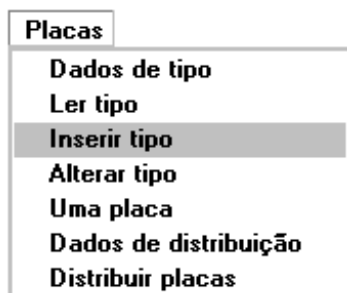 Placas
Dados de tipo
Ler tipo
Inserir tipo
Alterar tipo
Uma placa
Dados de distribuição
Distribuir placas